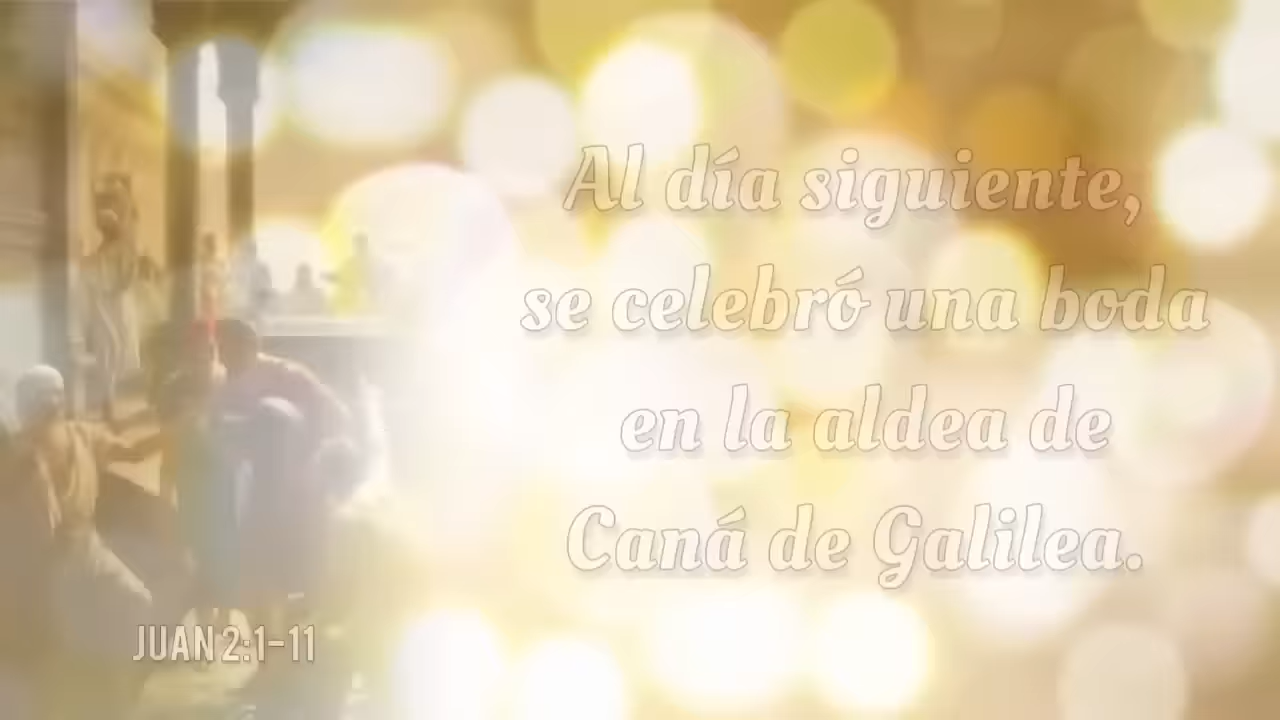 Al día siguiente,
se celebró una boda
en la aldea de
Caná de Galilea.
JUAN 2:1-11